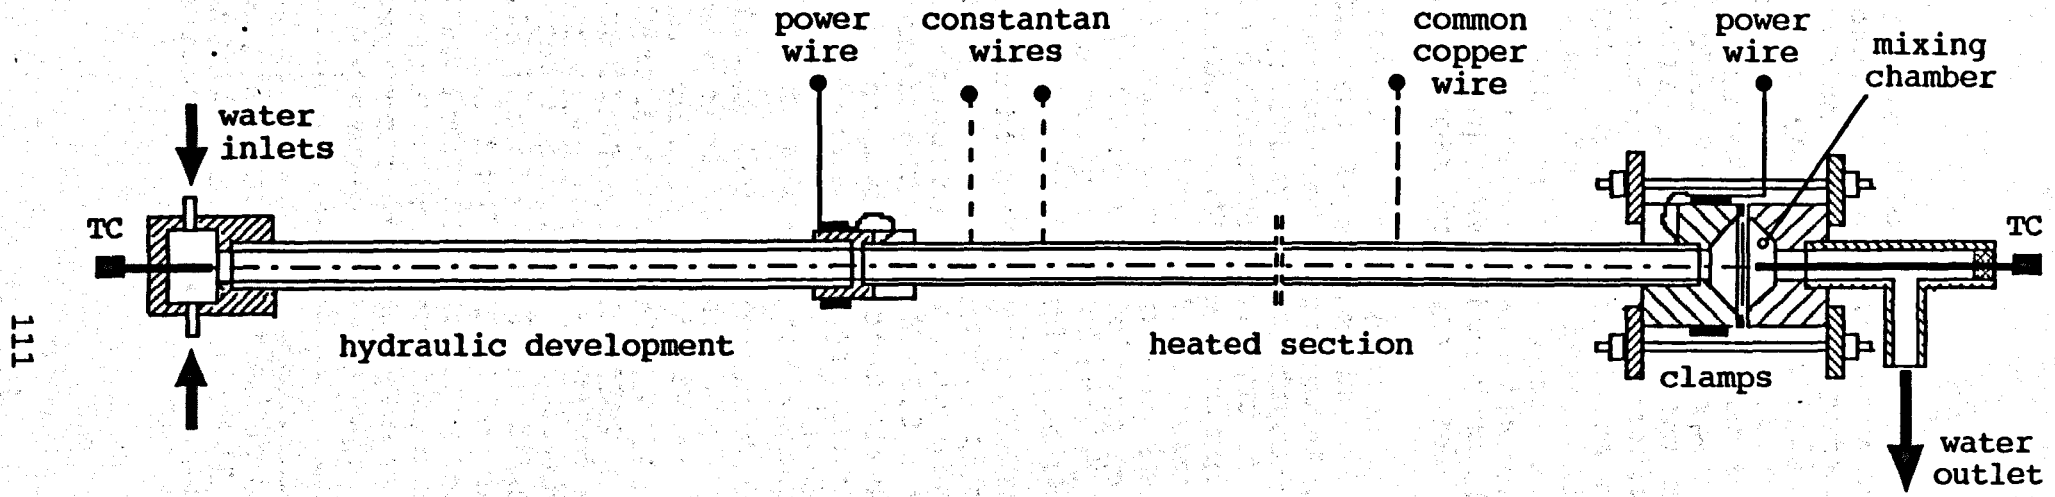 power
wire
constantan
wires
common
copper
wire
power
wire
mixing
chamber
water
inlets
TC
TC
111
hydraulic development
heated section
clamps
water
outlet